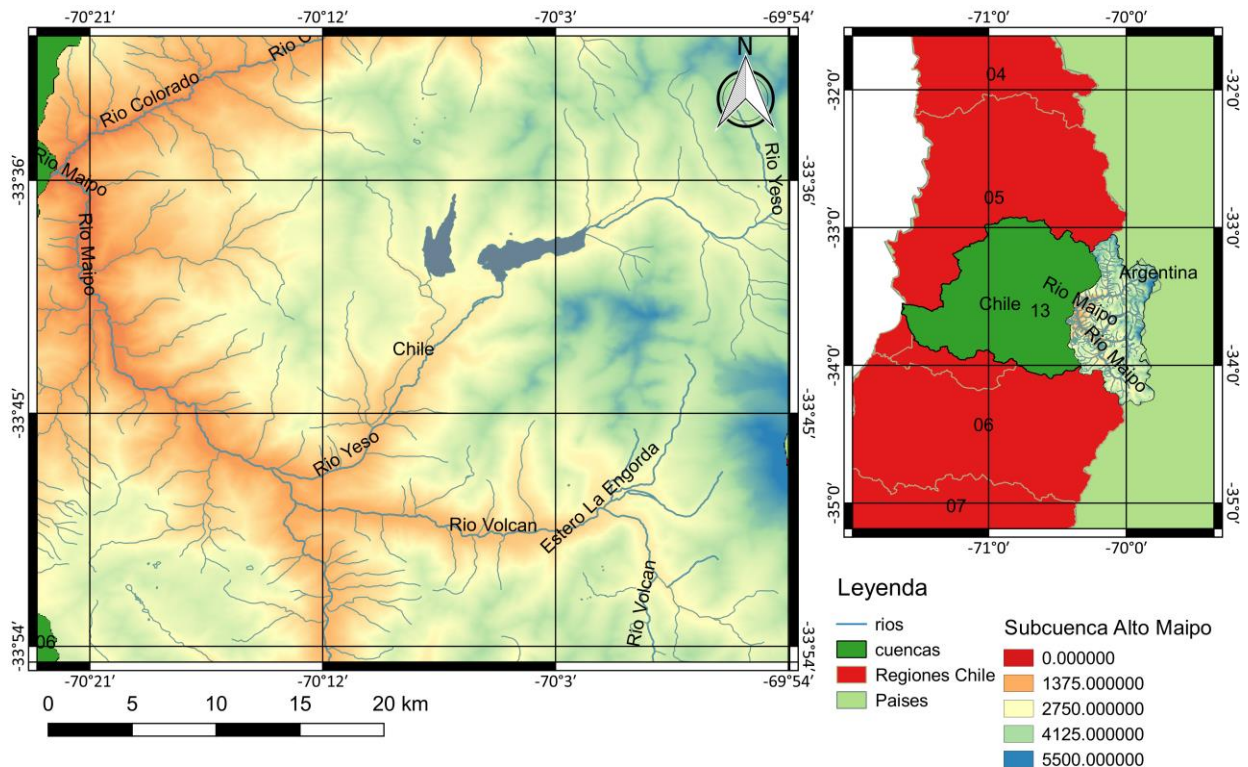 -70°21' -70°12' -70°3' -69°54'
-71°0' -70°0'
N
Rio C
Rio Colorado
04
-32°0' -32°0'
Rio Maipo
Rio Yeso
-33°36' -33°36'
Rio Maipo
05
-33°0' -33°0'
Argentina
Rio Maipo
Chile 13
Rio Maipo
Chile
-34°0' -34°0'
-33°45' -33°45'
06
Rio Yeso
Estero La Engorda
Rio Volcan
07
-35°0' -35°0'
Rio Volcan
-33°54' -33°54'
06
-71°0' -70°0'
-70°21' -70°12' -70°3' -69°54'
0 5 10 15 20 km
Leyenda
rios
cuencas
Regiones Chile
Paises
Subcuenca Alto Maipo
0.000000
1375.000000
2750.000000
4125.000000
5500.000000